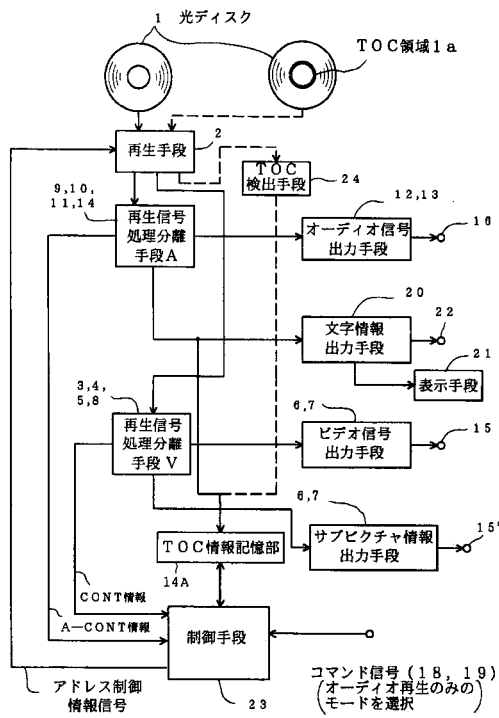 1 光ディスク
TOC領域1a
2
再生手段
TOC
検出手段
24
9,10,
11,14
再生信号
処理分離
手段A
12,13
オーディオ信号
出力手段
16
20
文字情報
出力手段
22
21
表示手段
3,4,
5,8
再生信号
処理分離
手段V
6,7
ビデオ信号
出力手段
15
6,7
サブピクチャ情報
出力手段
15'
TOC情報記憶部
14A
CONT情報
A-CONT情報
制御手段
アドレス制御
情報信号
23
コマンド信号(18,19)
(オーディオ再生のみの
モードを選択)